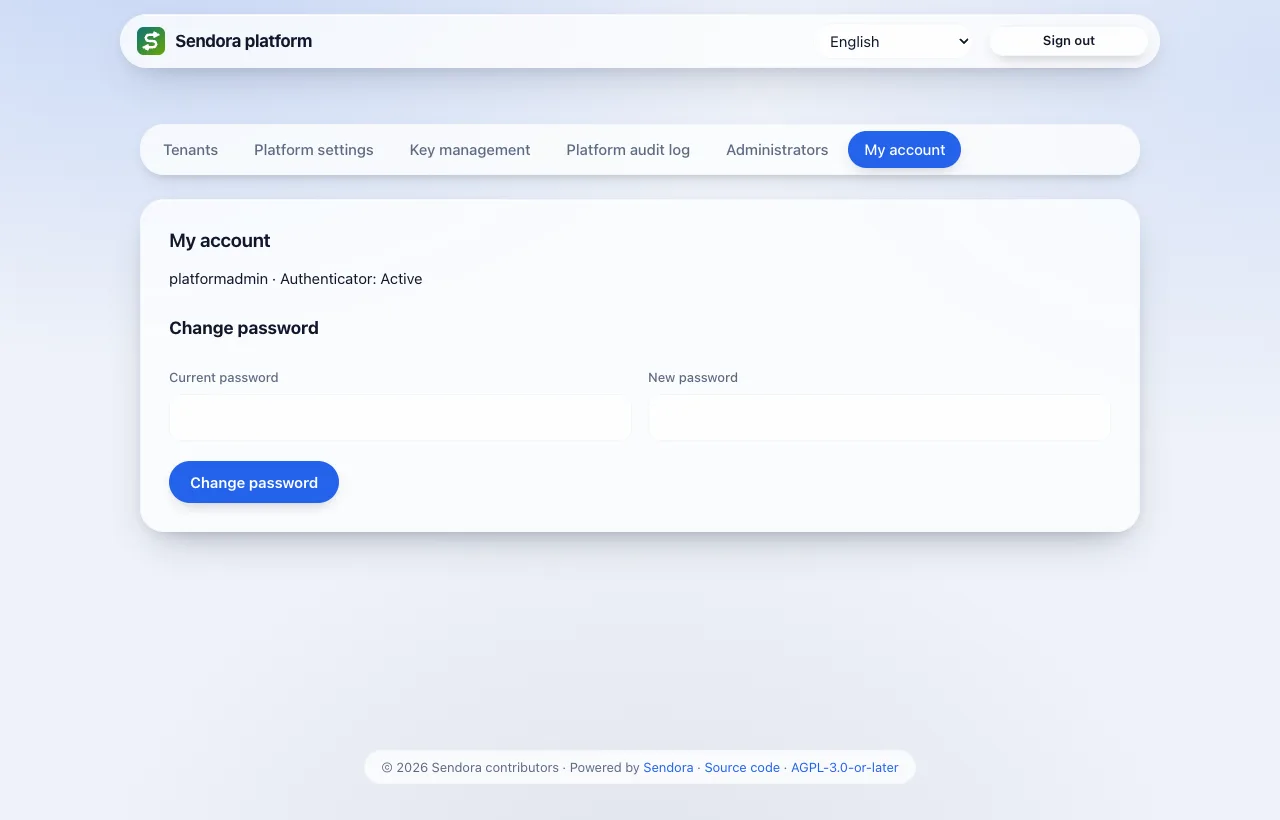 Sendora platform
English
Sign out
Tenants
Platform settings
Key management
Platform audit log
Administrators
My account
My account
platformadmin · Authenticator: Active
Change password
Current password
New password
Change password
© 2026 Sendora contributors · Powered by Sendora · Source code · AGPL-3.0-or-later